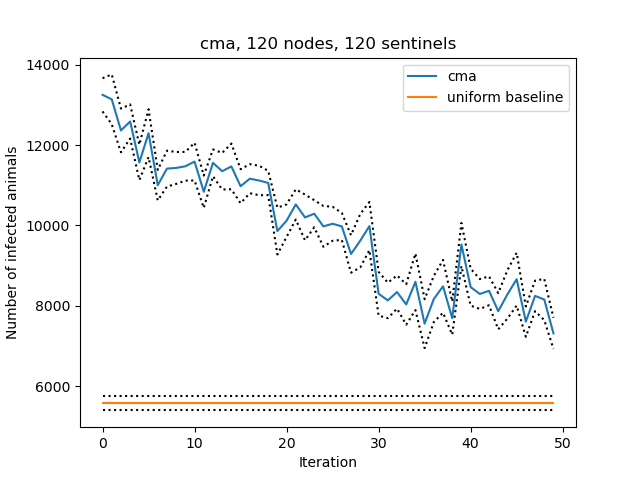 cma, 120 nodes, 120 sentinels
14000
12000
10000
8000
6000
Number of infected animals
cma
uniform baseline
0
10
20
30
40
50
Iteration